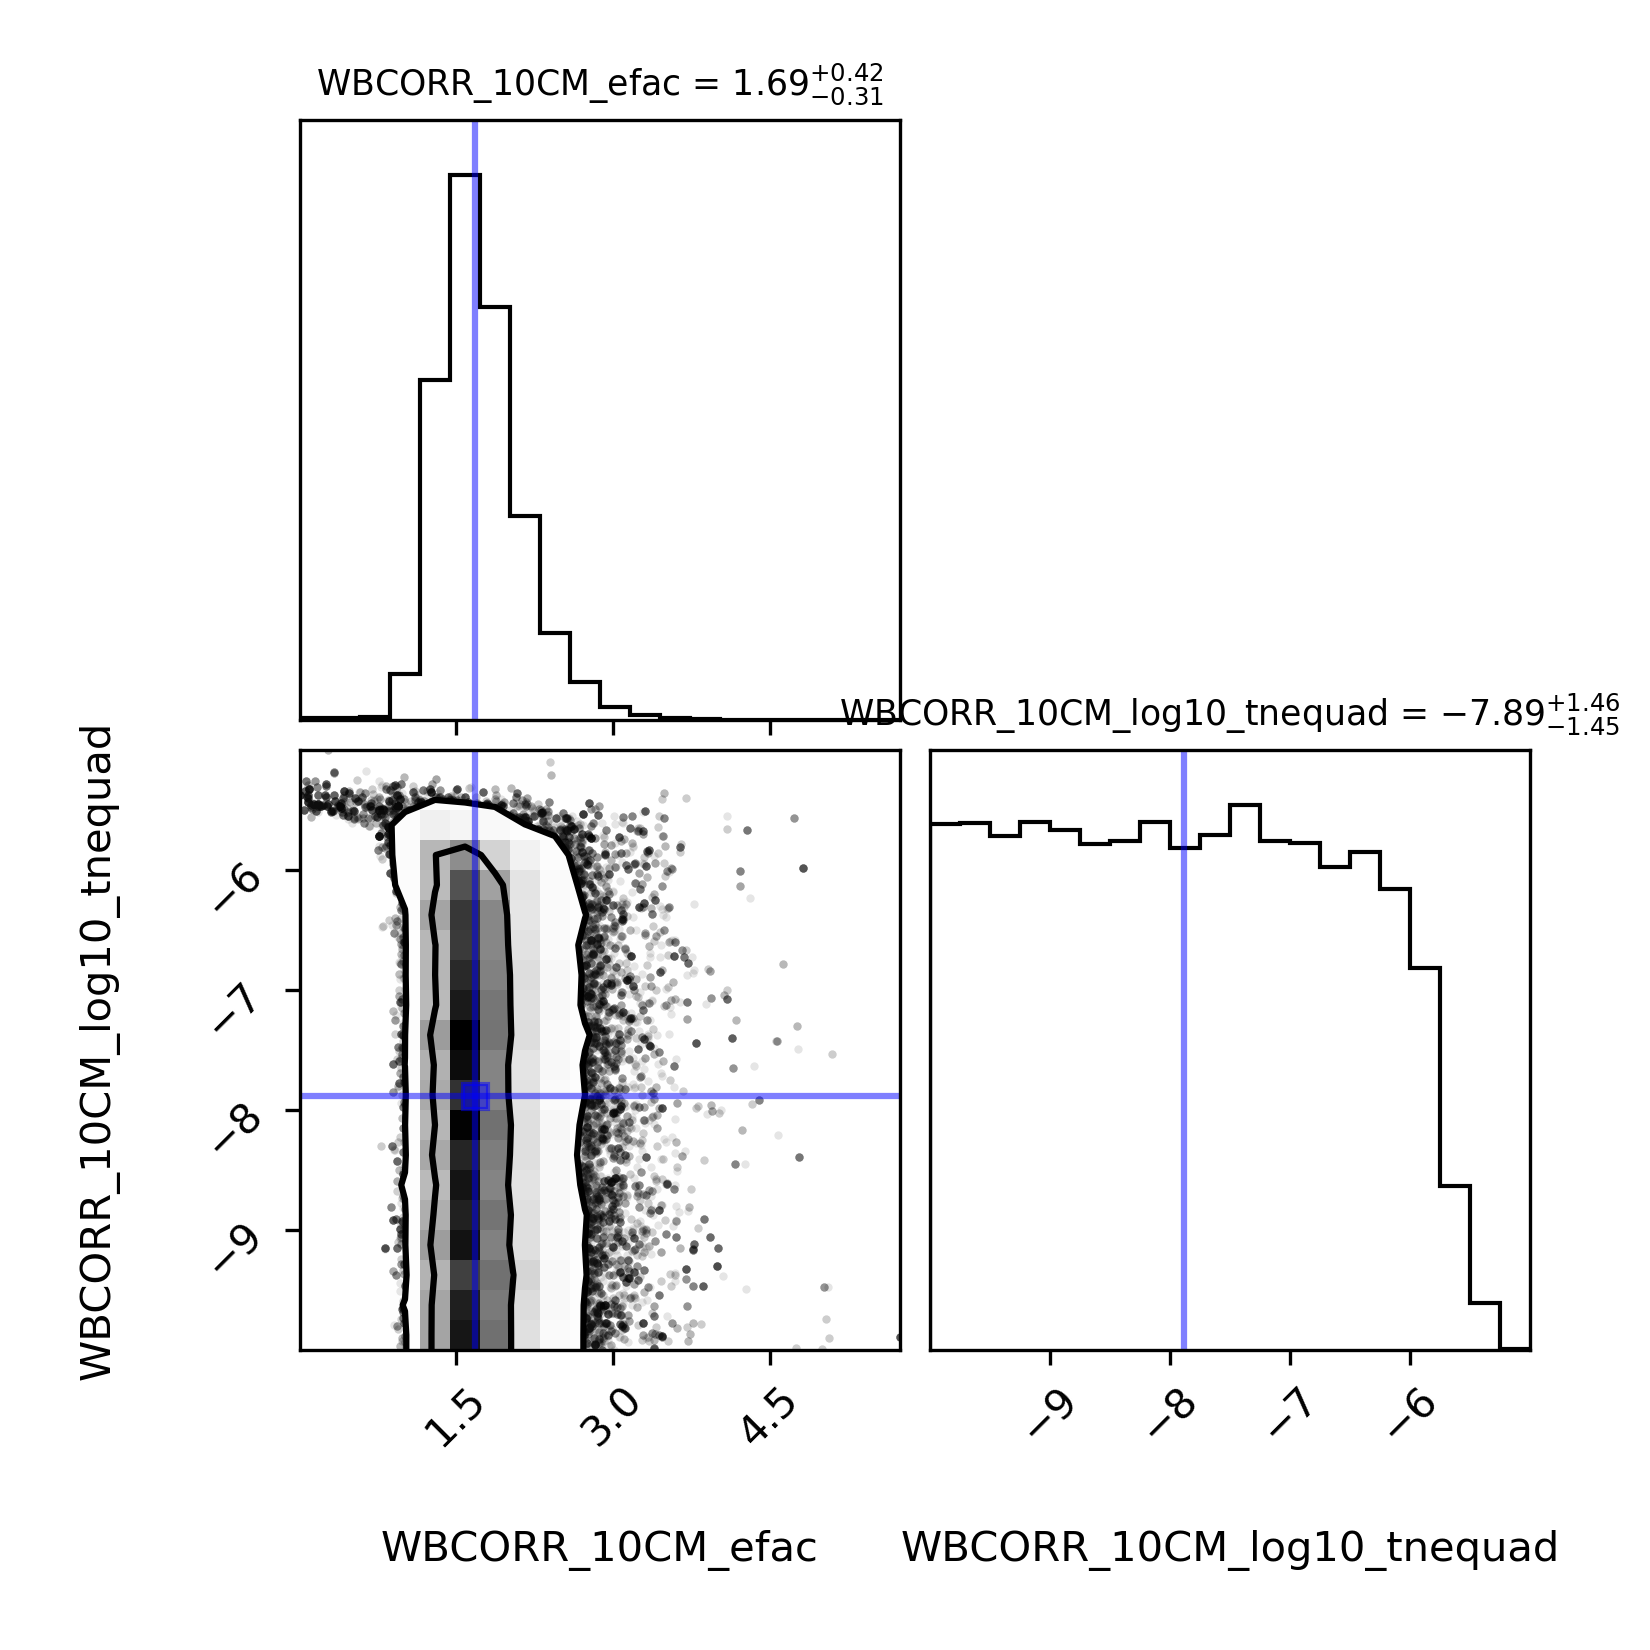 WBCORR_10CM_efac = 1.69+0.42 −0.31
WBCORR_10CM_log10_tnequad = −7.89+1.46 −1.45
WBCORR_10CM_log10_tnequad
−6
−7
−8
−9
1.5
3.0
4.5
−9
−8
−7
−6
WBCORR_10CM_efac
WBCORR_10CM_log10_tnequad